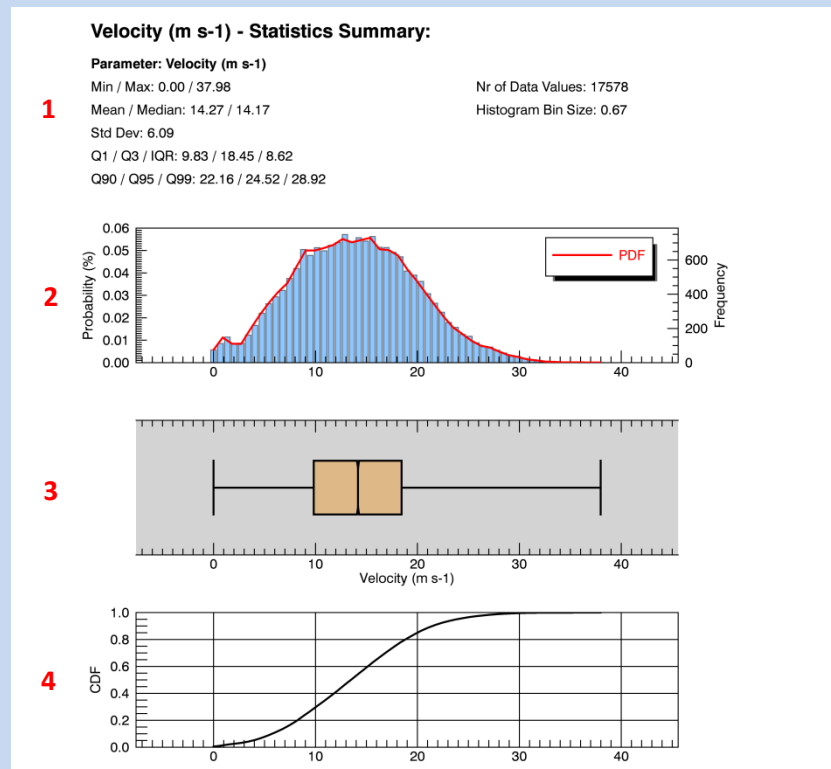 Velocity (m s-1) - Statistics Summary:
Parameter: Velocity (m s-1)
Min / Max: 0.00 / 37.98
Nr of Data Values: 17578
1
Mean / Median: 14.27 / 14.17
Histogram Bin Size: 0.67
Std Dev: 6.09
Q1 / Q3 / IQR: 9.83 / 18.45 / 8.62
Q90 / Q95 / Q99: 22.16 / 24.52 / 28.92
2
Probability (%)
0.06
0.05
0.04
0.03
0.02
0.01
0.00
PDF
600
400
200
0
Frequency
0 10 20 30 40
3
0 10 20 30 40
Velocity (m s-1)
4
CDF
1.0
0.8
0.6
0.4
0.2
0.0
0 10 20 30 40